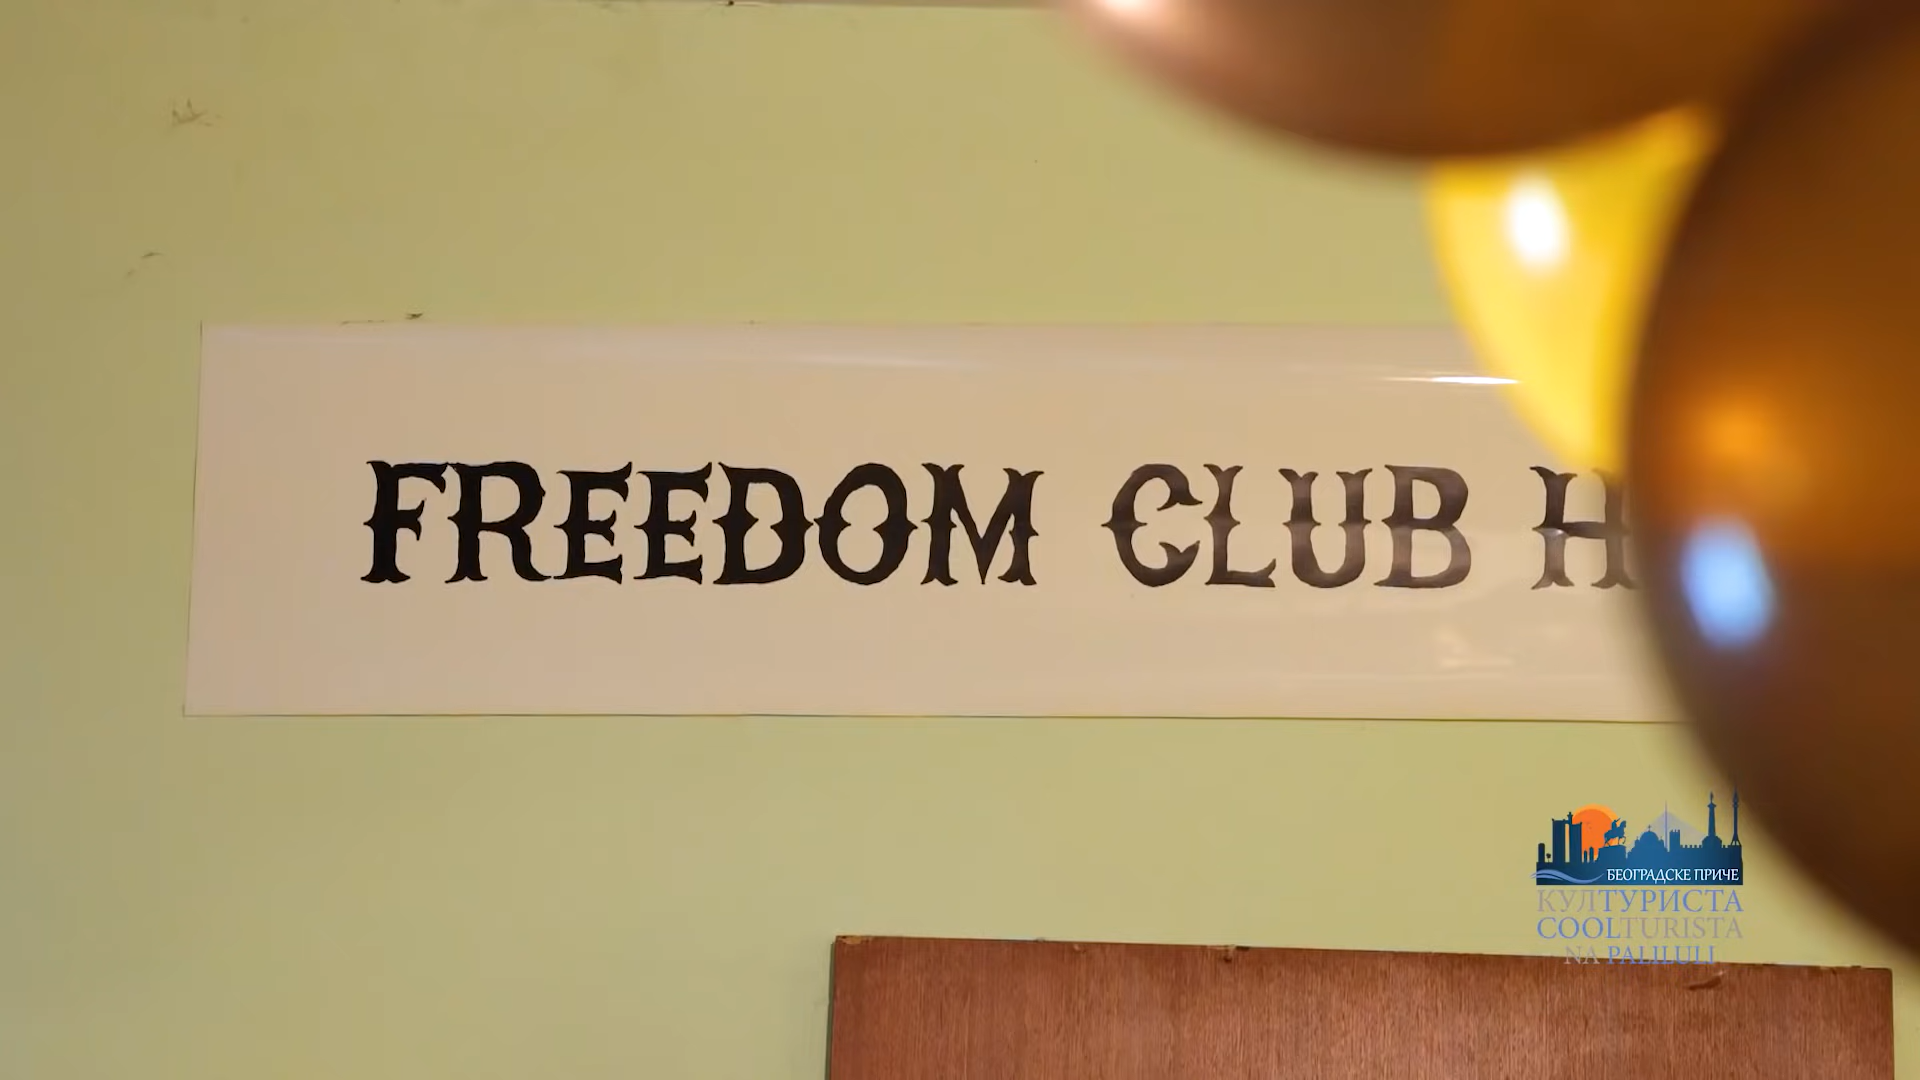 FREEDOM CLUB
БЕОГРАДСКЕ ПРИЧЕ
КУЛТУРИСТА
COOLTURISTA
NA PALILULI